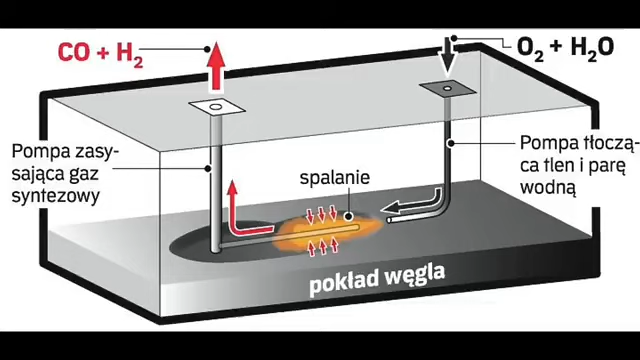 CO + H₂
O₂ + H₂O
Pompa zasy-
sająca gaz
syntezowy
spalanie
Pompa tłoczą-
ca tlen i parę
wodną
pokład węgla